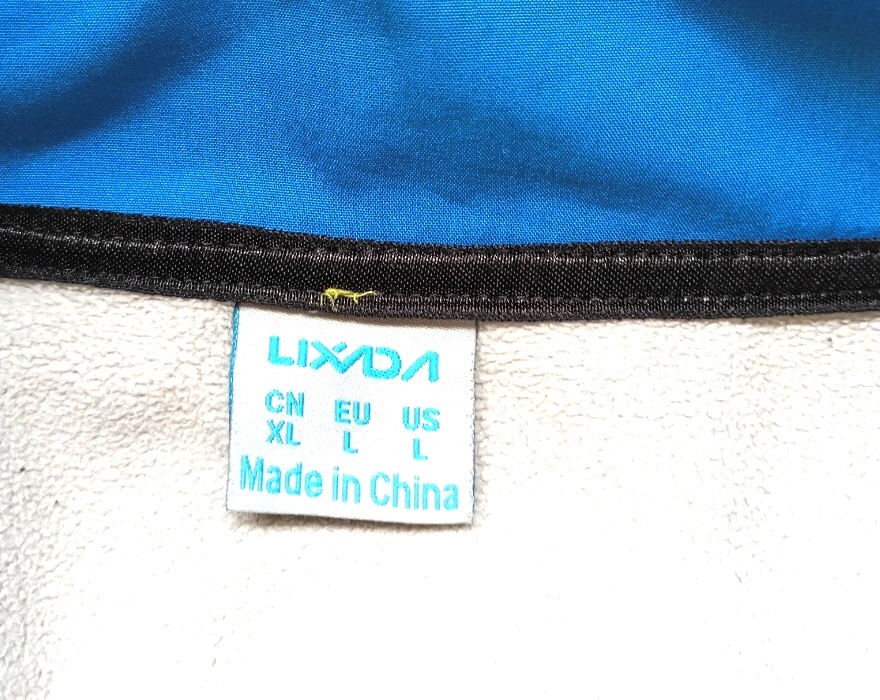 LIXADA
CN EU US
XL L L
Made in China